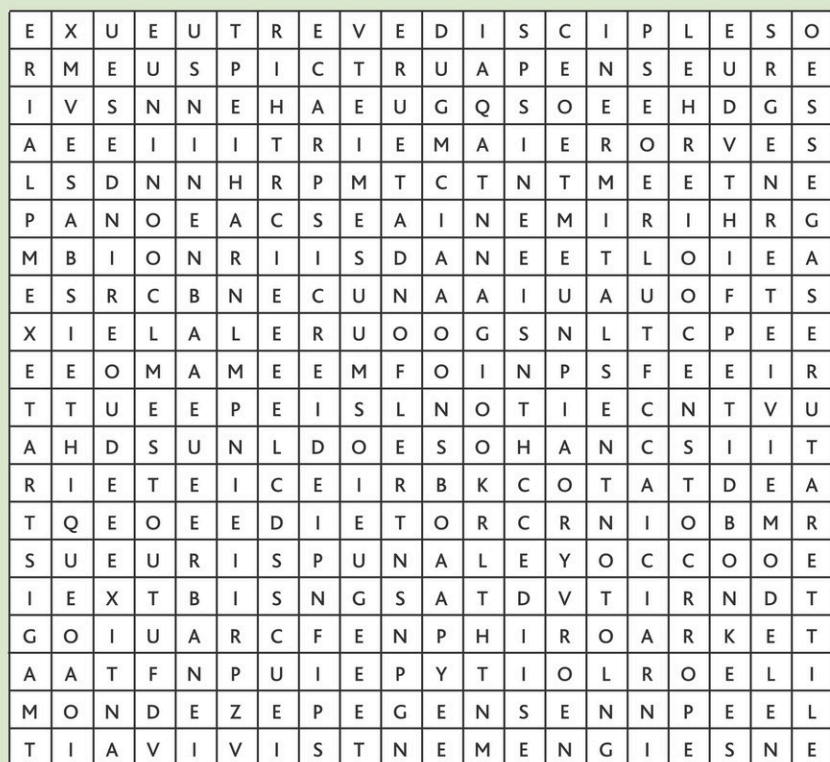 E X U E U T R E V E D I S C I P L E S O
R M E U S P I C T R U A P E N S E U R E
I V S N N E H A E U G Q S O E E H D G S
A E E I I I T R I E M A I E R O R V E S
L S D N N H R P M T C T N T M E E T N E
P A N O E A C S E A I N E M I R I H R G
M B I O N R I I S D A N E E T L O I E A
E S R C B N E C U N A A I U A U O F T S
X I E L A L E R U O O G S N L T C P E E
E E O M A M E E M F O I N P S F E E I R
T T U E E P E I S L N O T I E C N T V U
A H D S U N L D O E S O H A N C S I I T
R I E T E I C E I R B K C O T A T D E A
T Q E O E E D I E T O R C R N I O B M R
S U E U R I S P U N A L E Y O C C O O E
I E X T B I S N G S A T D V T I R N D T
G O I U A R C F E N P H I R O A R K E T
A A T F N P U I E P Y T I O L R O E L I
M O N D E Z E P E G E N S E N N P E E L
T I A V I V I S T N E M E N G I E S N E